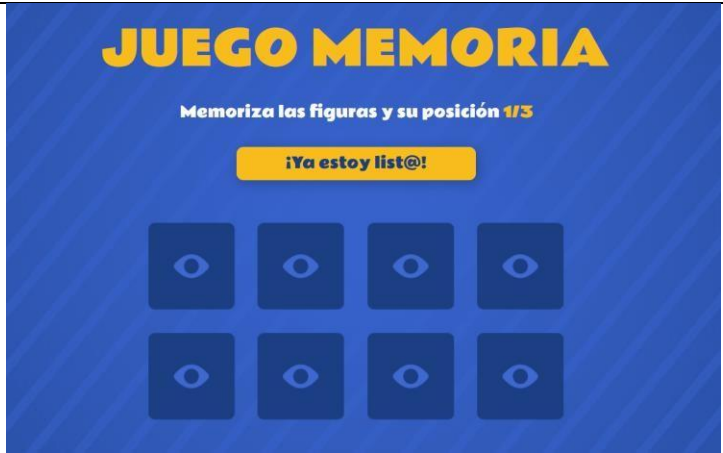 JUEGO MEMORIA
Memoriza las figuras y su posición 1/3
¡Ya estoy list@!